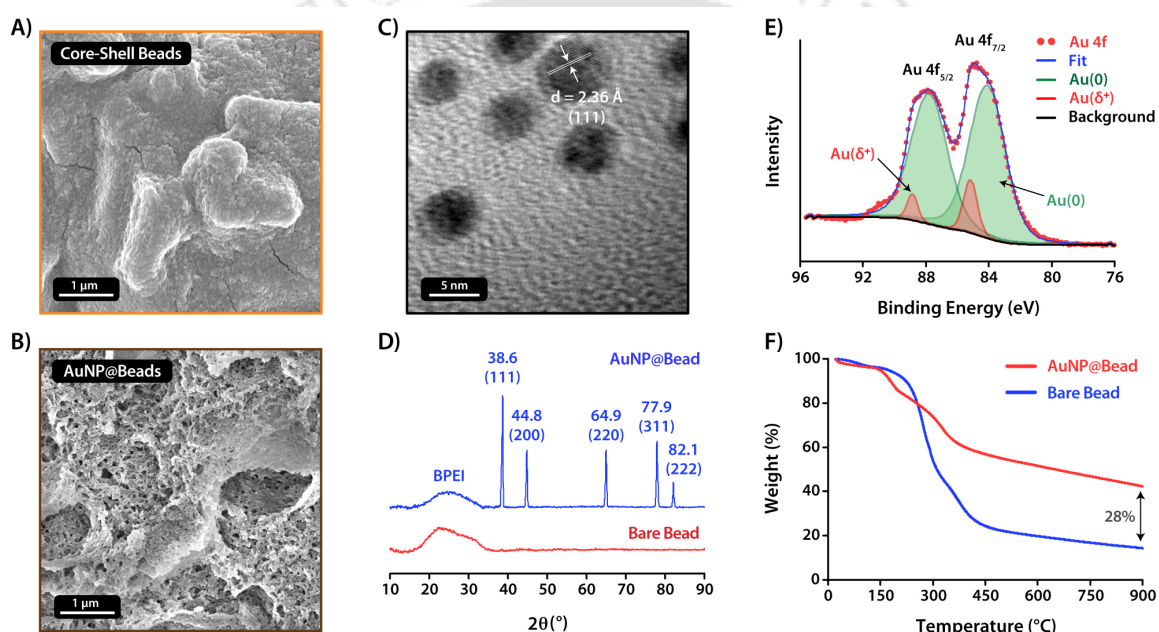 A)
Core-Shell Beads
1 μm
B)
AuNP@Beads
1 μm
C)
d = 2.36 Å
(111)
5 nm
D)
AuNP@Bead
38.6
(111)
44.8
(200)
64.9
(220)
77.9
(311)
82.1
(222)
BPEI
Bare Bead
10 20 30 40 50 60 70 80 90
2θ(°)
E)
Au 4f7/2
Au 4f5/2
Au 4f
Fit
Au(0)
Au(δ⁺)
Background
Au(δ⁺)
Au(0)
Intensity
96 92 88 84 80 76
Binding Energy (eV)
F)
AuNP@Bead
Bare Bead
100
80
60
40
20
0
Weight (%)
28%
0 150 300 450 600 750 900
Temperature (°C)